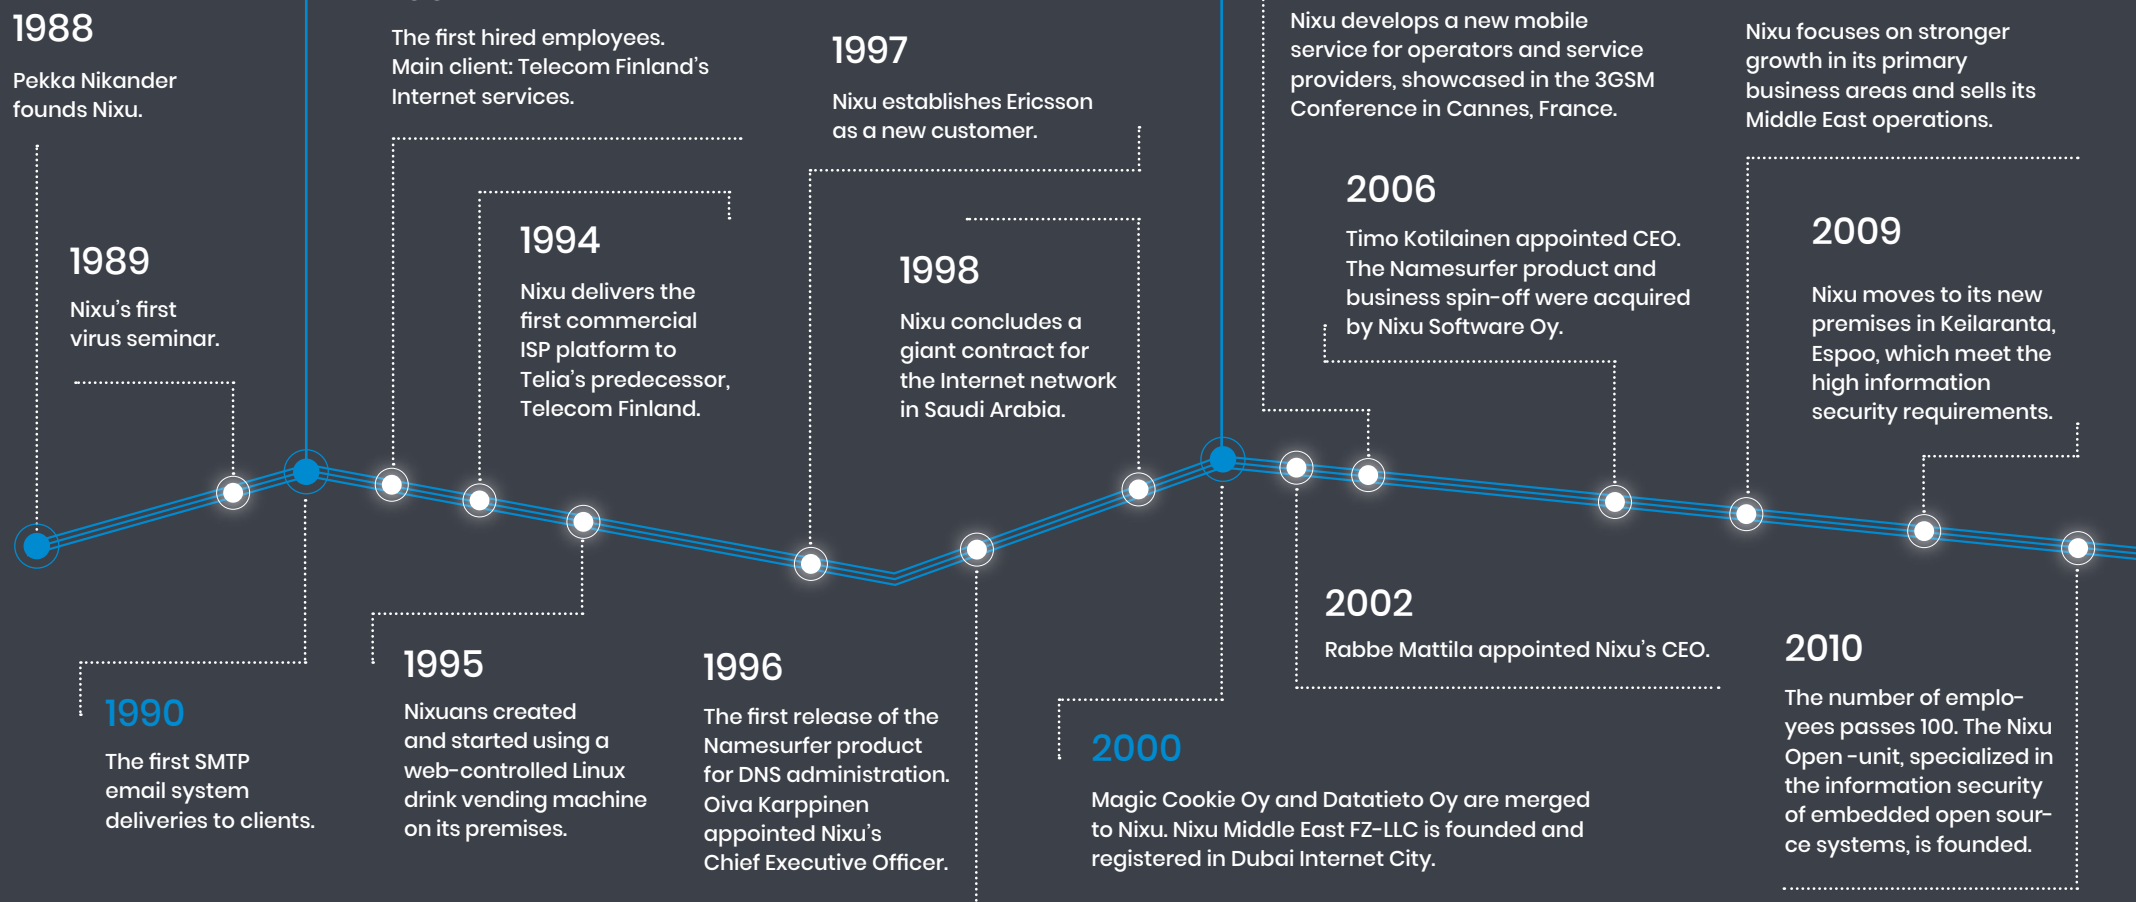 1988
Pekka Nikander
founds Nixu.
1989
Nixu's first
virus seminar.
1990
The first SMTP
email system
deliveries to clients.
The first hired employees.
Main client: Telecom Finland's
Internet services.
1994
Nixu delivers the
first commercial
ISP platform to
Telia's predecessor,
Telecom Finland.
1995
Nixuans created
and started using a
web-controlled Linux
drink vending machine
on its premises.
1996
The first release of the
Namesurfer product
for DNS administration.
Oiva Karppinen
appointed Nixu's
Chief Executive Officer.
1997
Nixu establishes Ericsson
as a new customer.
1998
Nixu concludes a
giant contract for
the Internet network
in Saudi Arabia.
2000
Magic Cookie Oy and Datatieto Oy are merged
to Nixu. Nixu Middle East FZ-LLC is founded and
registered in Dubai Internet City.
2002
Rabbe Mattila appointed Nixu's CEO.
Nixu develops a new mobile
service for operators and service
providers, showcased in the 3GSM
Conference in Cannes, France.
2006
Timo Kotilainen appointed CEO.
The Namesurfer product and
business spin-off were acquired
by Nixu Software Oy.
Nixu focuses on stronger
growth in its primary
business areas and sells its
Middle East operations.
2009
Nixu moves to its new
premises in Keilaranta,
Espoo, which meet the
high information
security requirements.
2010
The number of emplo-
yees passes 100. The Nixu
Open -unit, specialized in
the information security
of embedded open sour-
ce systems, is founded.